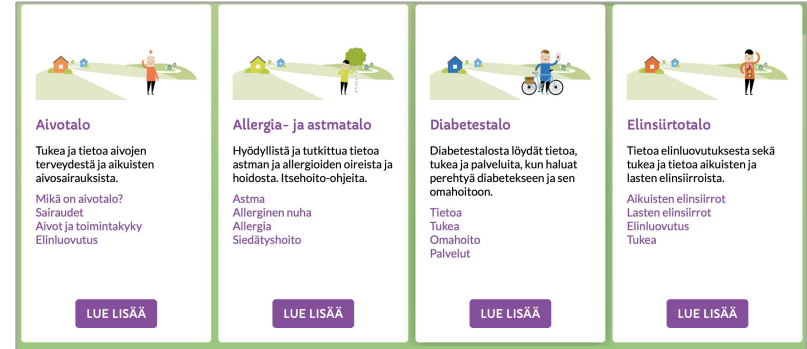 Aivotalo
Tukea ja tietoa aivojen
terveydestä ja aikuisten
aivosairauksista.
Mikä on aivotalo?
Sairaudet
Aivot ja toimintakyky
Elinluovutus
LUE LISÄÄ
Allergia- ja astmatalo
Hyödyllistä ja tutkittua tietoa
astman ja allergioiden oireista ja
hoidosta. Itsehoito-ohjeita.
Astma
Allerginen nuha
Allergia
Siedätyshoito
LUE LISÄÄ
Diabetestalo
Diabetestalosta löydät tietoa,
tukea ja palveluita, kun haluat
perehtyä diabetekseen ja sen
omahoitoon.
Tietoa
Tukea
Omahoito
Palvelut
LUE LISÄÄ
Elinsiirtotalo
Tietoa elinluovutuksesta sekä
tukea ja tietoa aikuisten ja
lasten elinsiirroista.
Aikuisten elinsiirrot
Lasten elinsiirrot
Elinluovutus
Tukea
LUE LISÄÄ